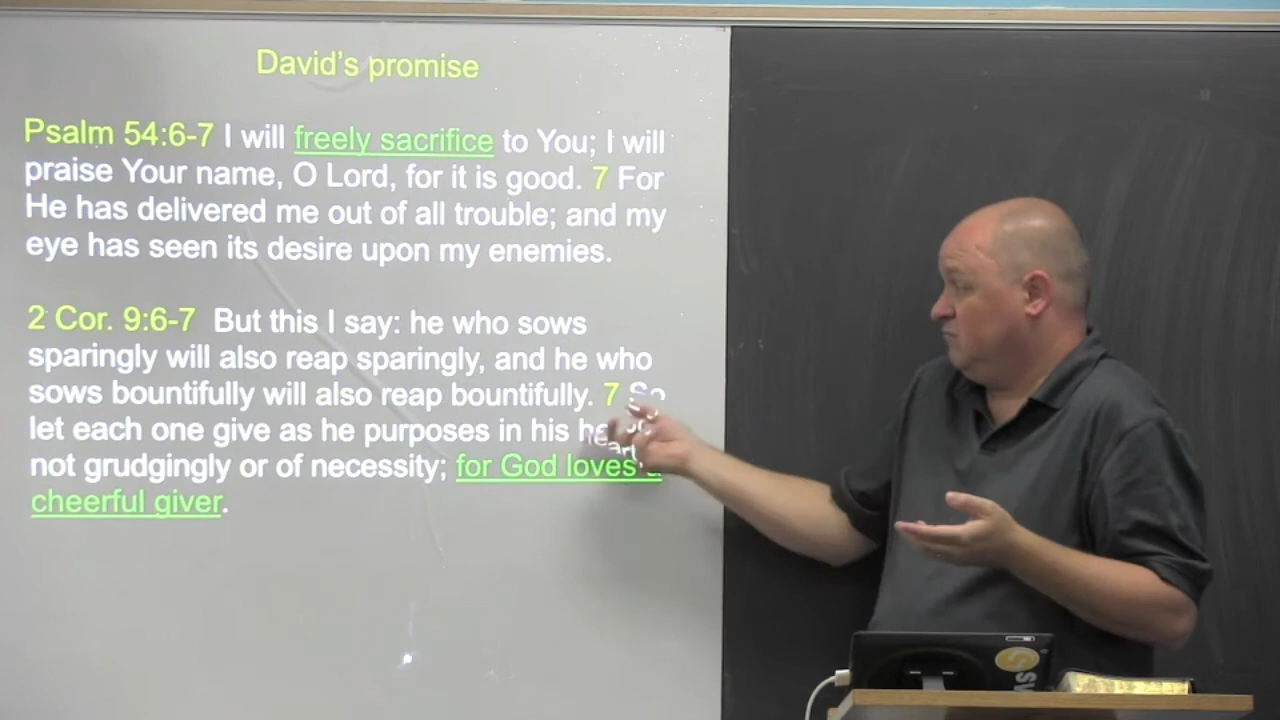 David's promise
Psalm 54:6-7 I will freely sacrifice to You; I will
praise Your name, O Lord, for it is good. 7 For
He has delivered me out of all trouble; and my
eye has seen its desire upon my enemies.
2 Cor. 9:6-7 But this I say: he who sows
sparingly will also reap sparingly, and he who
sows bountifully will also reap bountifully. 7 So
let each one give as he purposes in his heart,
not grudgingly or of necessity; for God loves a
cheerful giver.